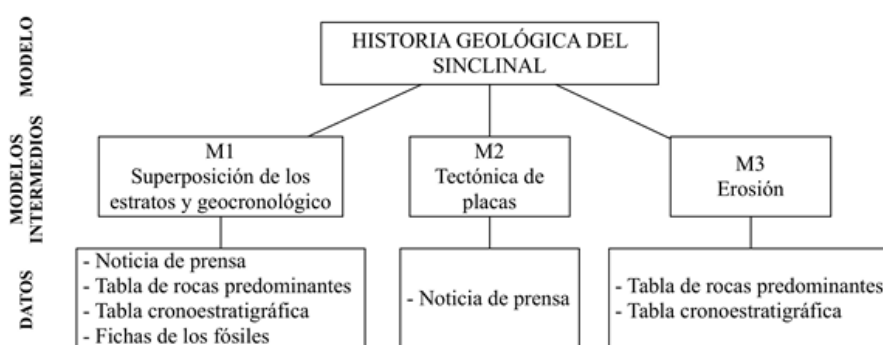 MODELO
HISTORIA GEOLÓGICA DEL
SINCLINAL
MODELOS
INTERMEDIOS
M1
Superposición de los
estratos y geocronológico
M2
Tectónica de
placas
M3
Erosión
DATOS
- Noticia de prensa
- Tabla de rocas predominantes
- Tabla cronoestratigráfica
- Fichas de los fósiles
- Noticia de prensa
- Tabla de rocas predominantes
- Tabla cronoestratigráfica